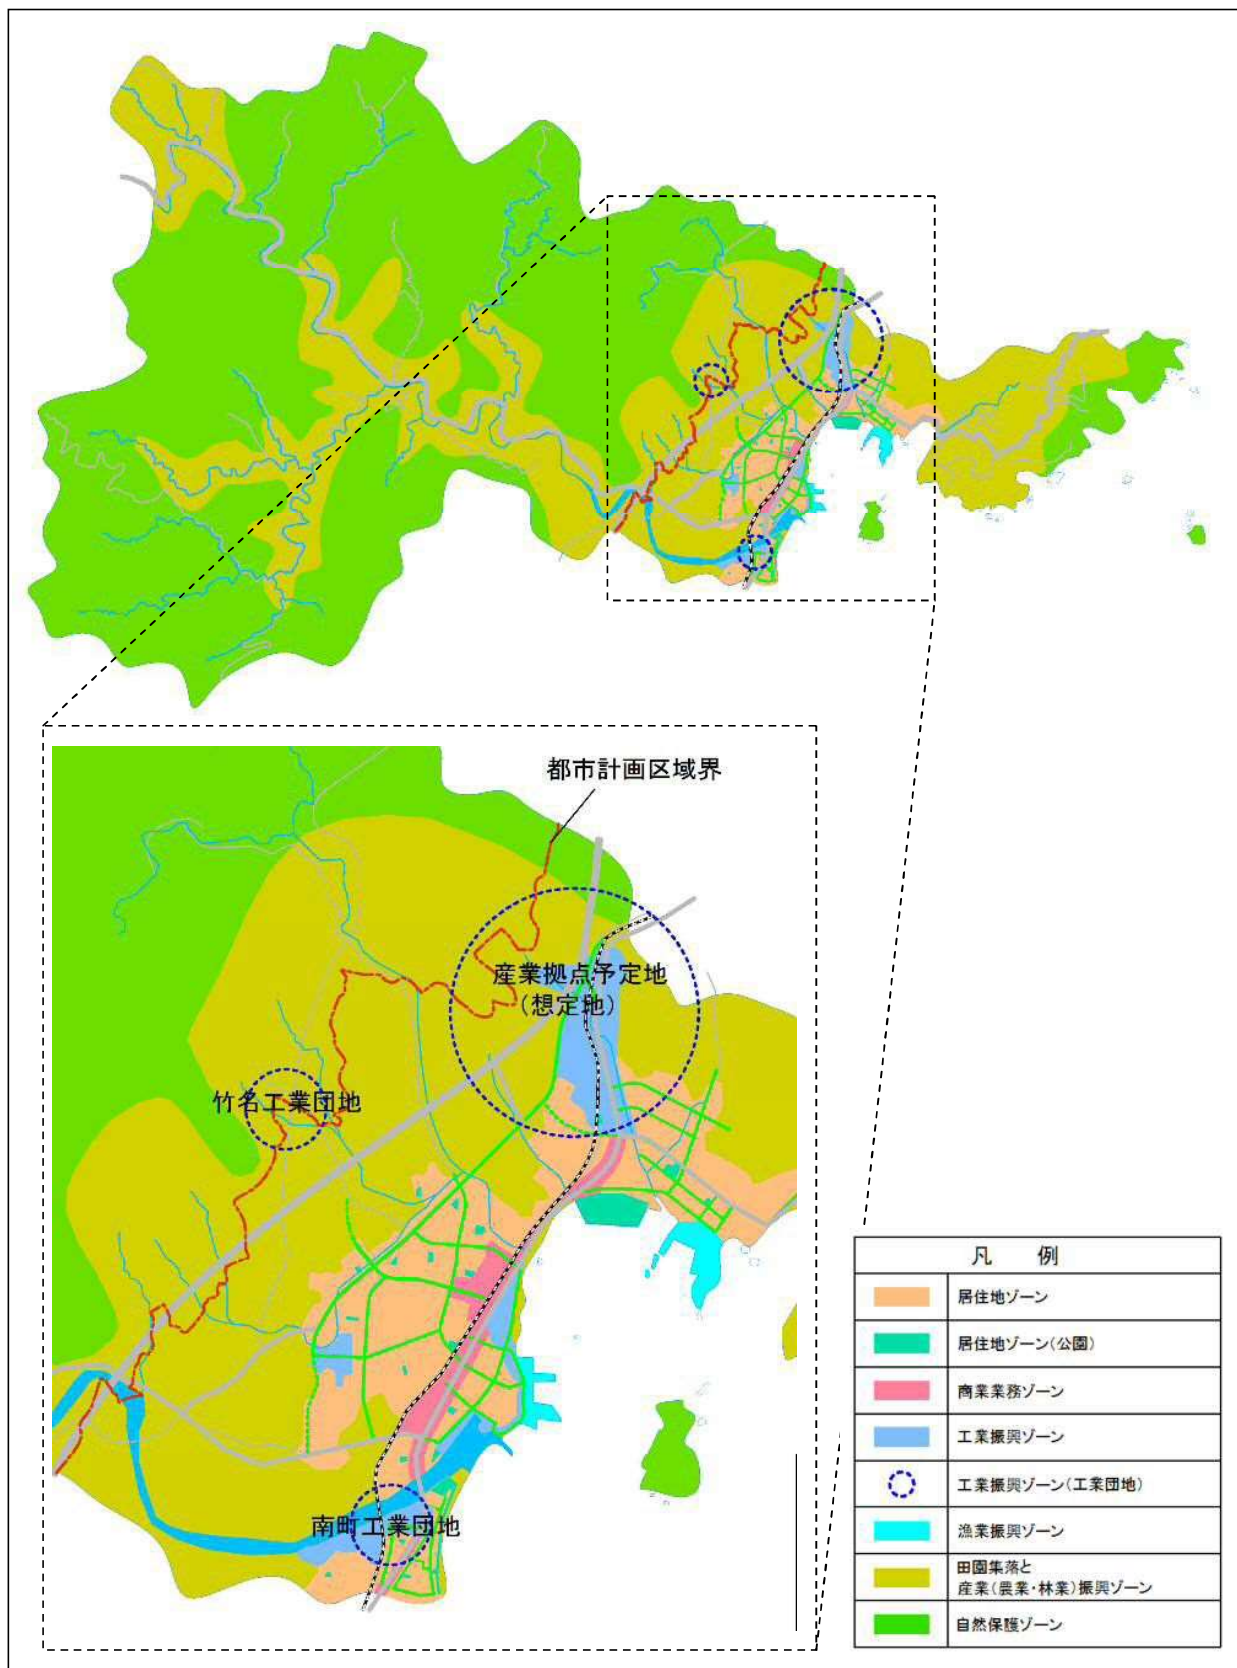 都市計画区域界
産業拠点予定地
(想定地)
竹名工業団地
南町工業団地
凡 例
居住地ゾーン
居住地ゾーン(公園)
商業業務ゾーン
工業振興ゾーン
工業振興ゾーン(工業団地)
漁業振興ゾーン
田園集落と
産業(農業・林業)振興ゾーン
自然保護ゾーン